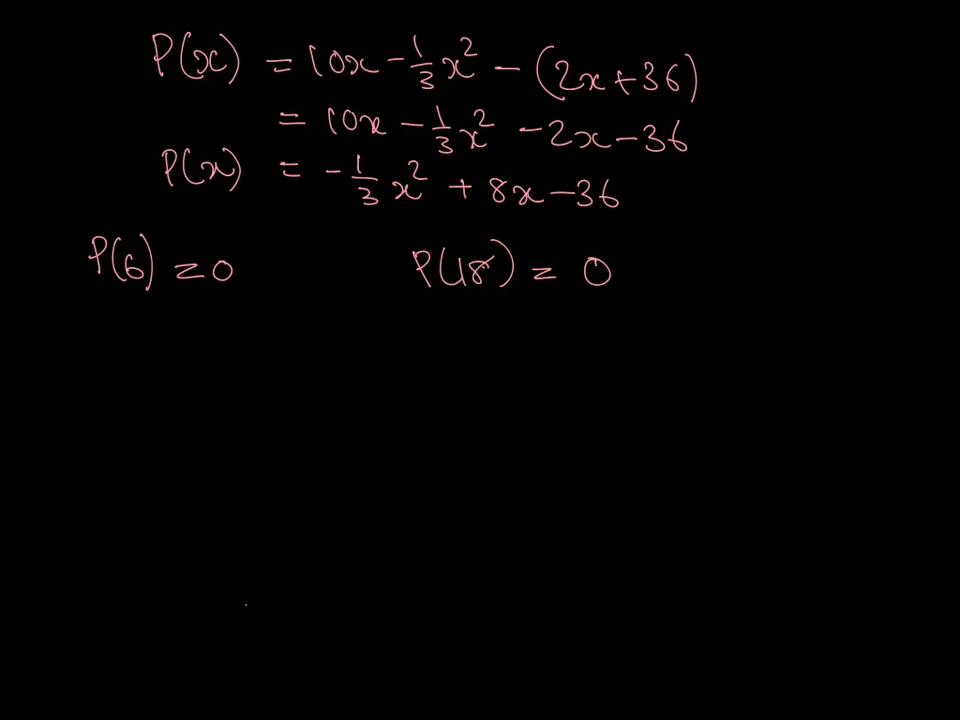 P(x) = 10x - 1/3 x² - (2x + 36)
= 10x - 1/3 x² - 2x - 36
P(x) = - 1/3 x² + 8x - 36
P(6) = 0 P(18) = 0